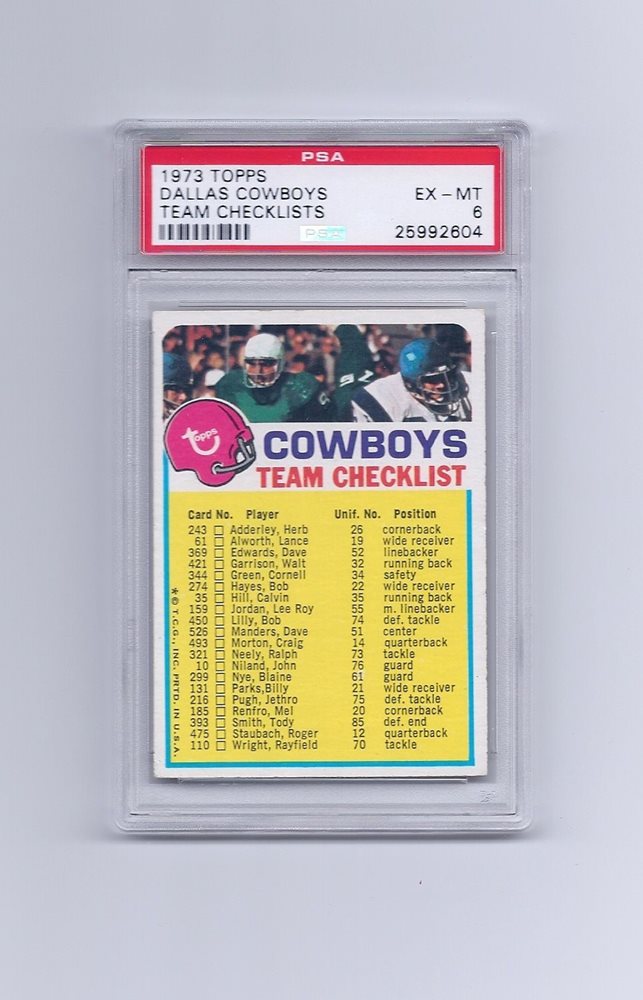 PSA
1973 TOPPS
DALLAS COWBOYS EX - MT
TEAM CHECKLISTS 6
PSA 25992604
topps
COWBOYS
TEAM CHECKLIST
Card No. Player Unif. No. Position
243 Adderley, Herb 26 cornerback
61 Alworth, Lance 19 wide receiver
369 Edwards, Dave 52 linebacker
421 Garrison, Walt 32 running back
344 Green, Cornell 34 safety
274 Hayes, Bob 22 wide receiver
35 Hill, Calvin 35 running back
159 Jordan, Lee Roy 55 m. linebacker
450 Lilly, Bob 74 def. tackle
526 Manders, Dave 51 center
493 Morton, Craig 14 quarterback
321 Neely, Ralph 73 tackle
10 Niland, John 76 guard
299 Nye, Blaine 61 guard
131 Parks,Billy 21 wide receiver
216 Pugh, Jethro 75 def. tackle
185 Renfro, Mel 20 cornerback
393 Smith, Tody 85 def. end
475 Staubach, Roger 12 quarterback
110 Wright, Rayfield 70 tackle
* © T.C.G., INC. PRTD. IN U.S.A.